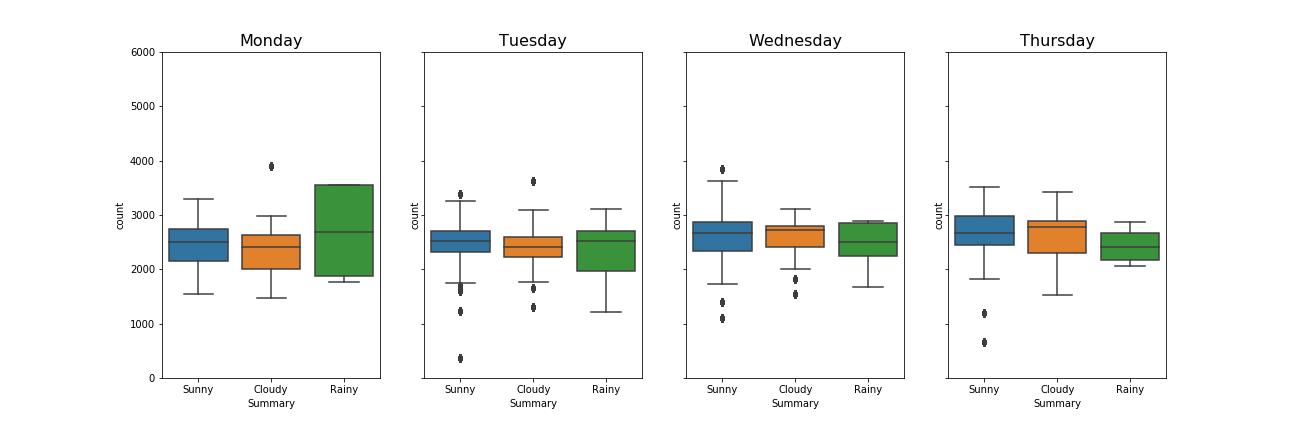 Monday Tuesday Wednesday Thursday
6000
5000
4000
3000
2000
1000
0
count count count count
Sunny Cloudy Rainy Sunny Cloudy Rainy Sunny Cloudy Rainy Sunny Cloudy Rainy
Summary Summary Summary Summary